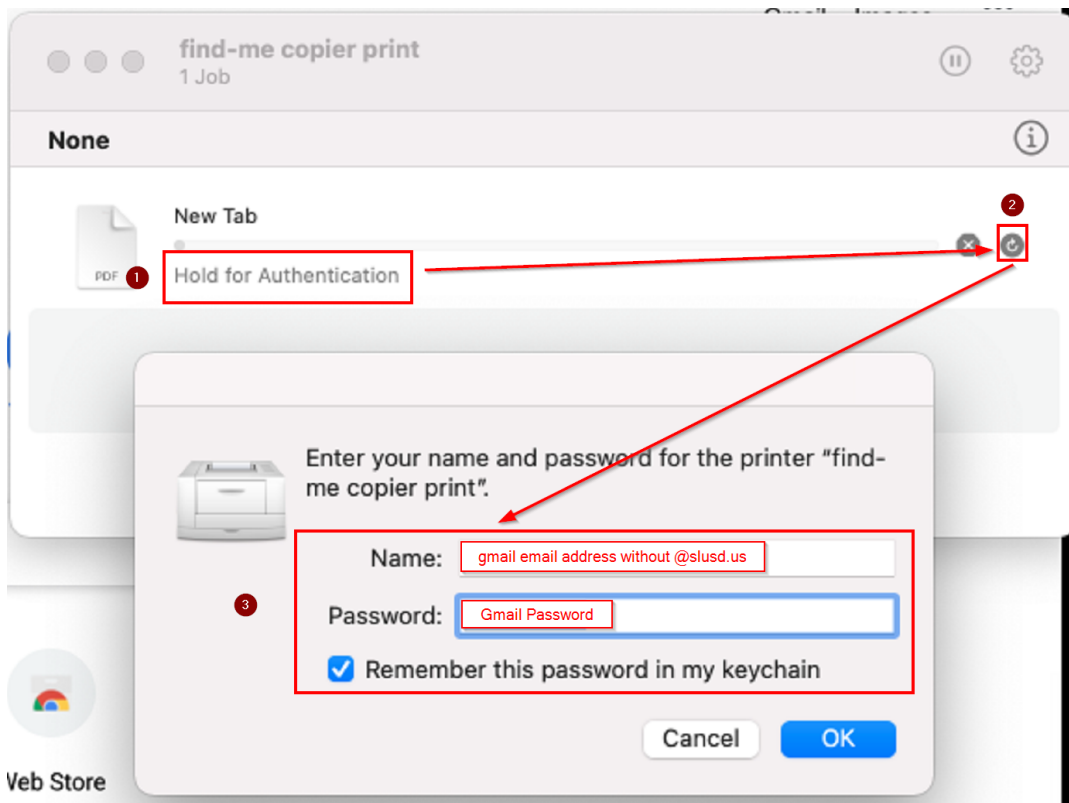 find-me copier print
1 Job
None
New Tab
2
PDF
1
Hold for Authentication
Enter your name and password for the printer "find-
me copier print".
Name:
gmail email address without @slusd.us
3
Password:
Gmail Password
Remember this password in my keychain
Cancel
OK
Web Store